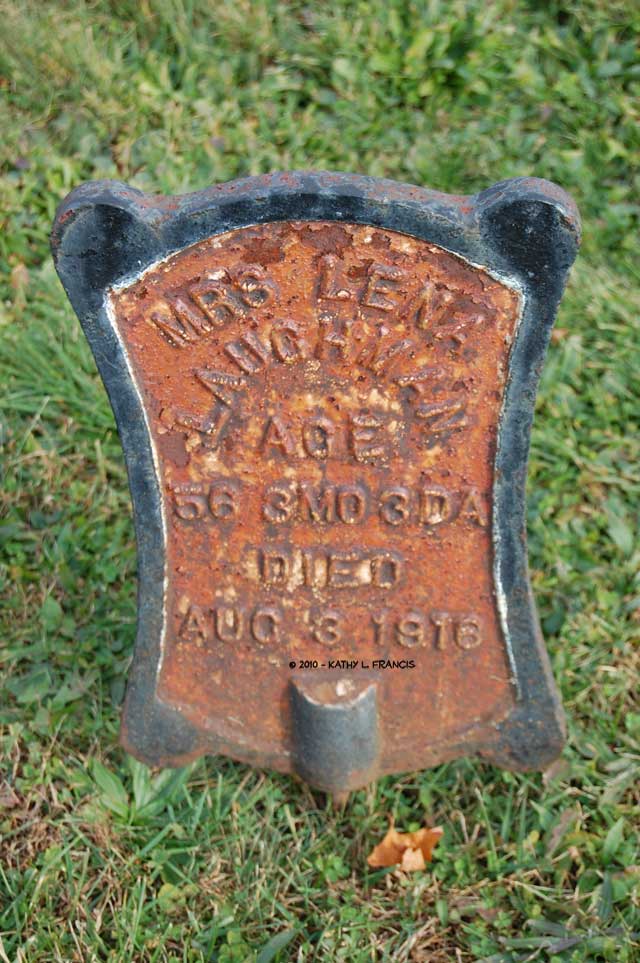 MRS LENA
LAUGHMAN
AGE
56 3MO 3DA
DIED
AUG 3 1916
© 2010 - KATHY L. FRANCIS